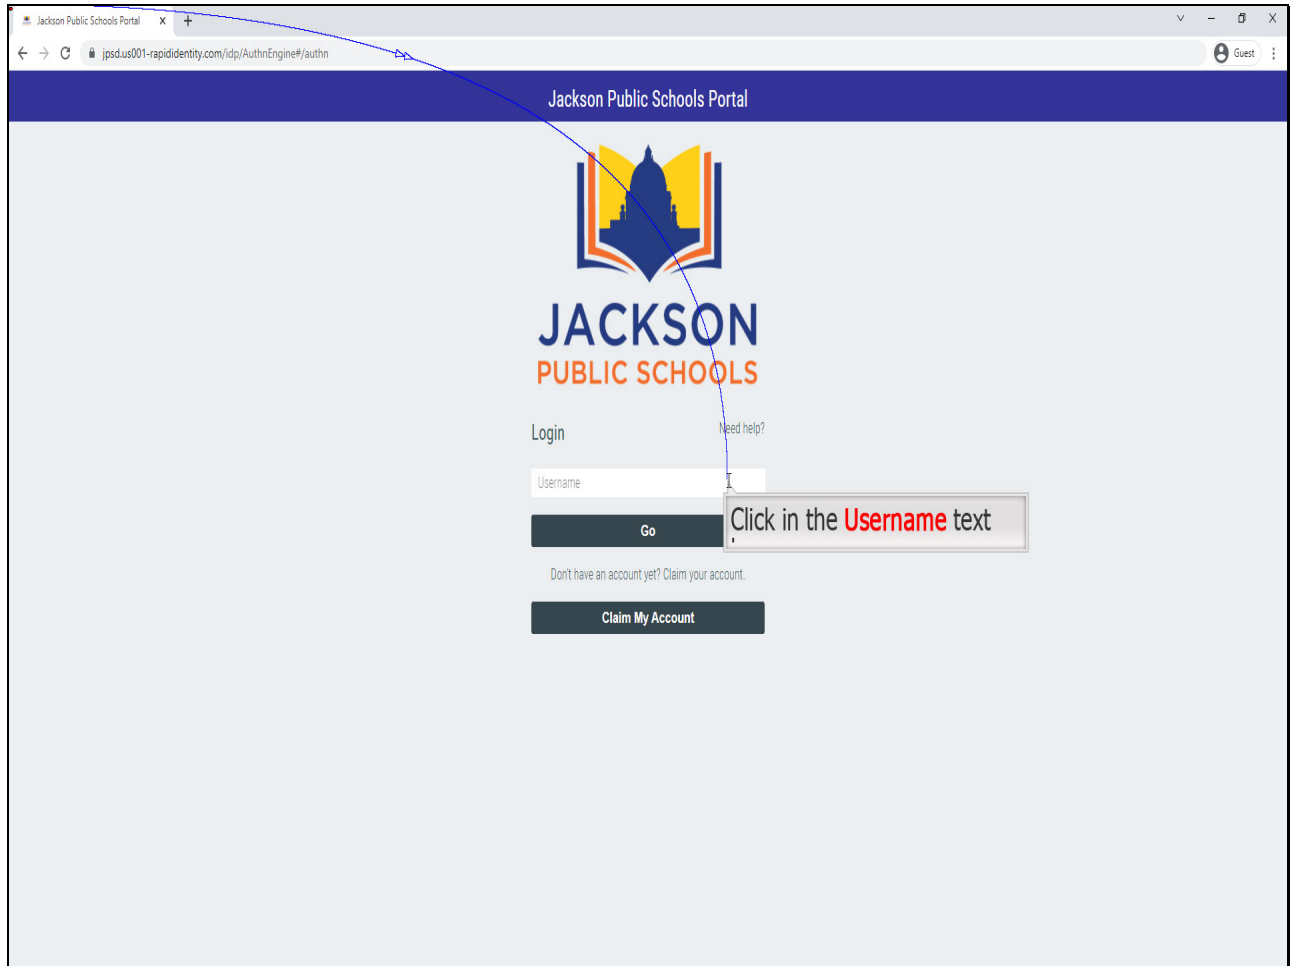 Jackson Public Schools Portal
jpsd.us001-rapididentity.com/idp/AuthnEngine#/authn
Guest
Jackson Public Schools Portal
JACKSON
PUBLIC SCHOOLS
Login
Need help?
Username
Click in the Username text
Go
Don't have an account yet? Claim your account.
Claim My Account